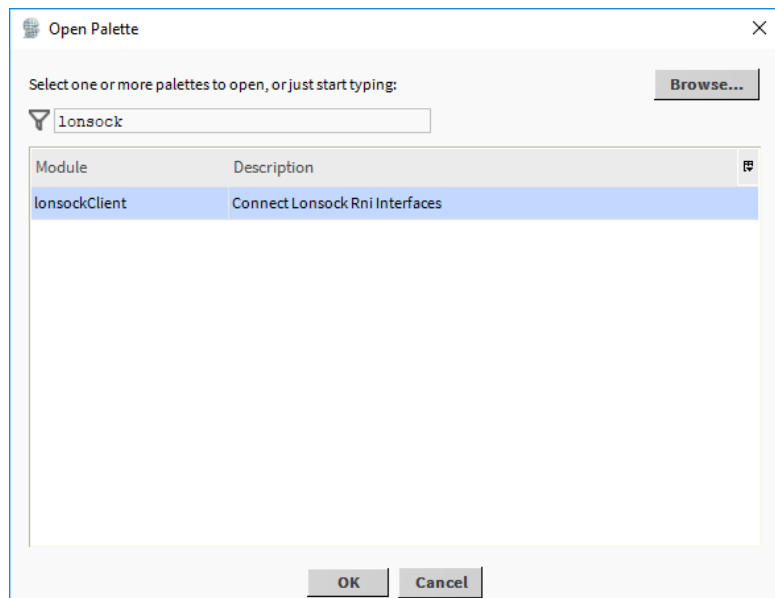 Open Palette
Select one or more palettes to open, or just start typing:
Browse...
lonsock
Module Description
lonsockClient Connect Lonsock Rni Interfaces
OK Cancel